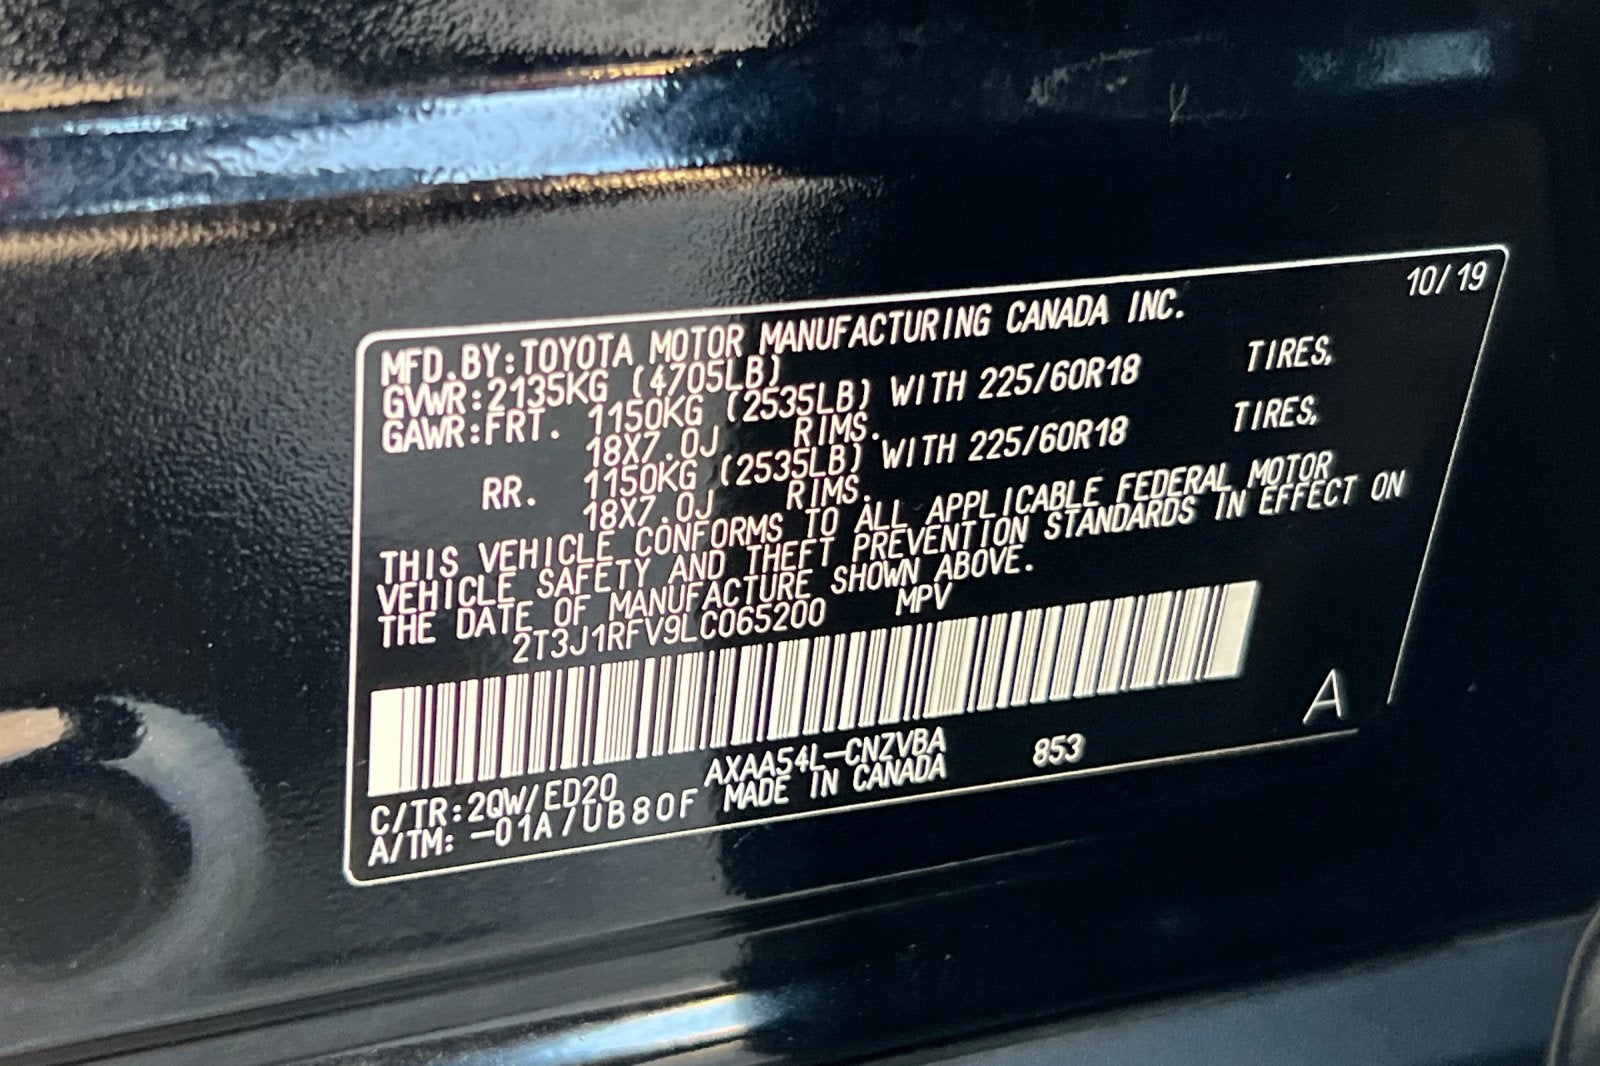 10/19
MFD.BY:TOYOTA MOTOR MANUFACTURING CANADA INC.
GVWR:2135KG (4705LB)
GAWR:FRT. 1150KG (2535LB) WITH 225/60R18 TIRES,
18X7.0J RIMS.
RR. 1150KG (2535LB) WITH 225/60R18 TIRES,
18X7.0J RIMS.
THIS VEHICLE CONFORMS TO ALL APPLICABLE FEDERAL MOTOR
VEHICLE SAFETY AND THEFT PREVENTION STANDARDS IN EFFECT ON
THE DATE OF MANUFACTURE SHOWN ABOVE.
2T3J1RFV9LC065200 MPV
A
C/TR:2QW/ED20 AXAA54L-CNZVBA 853
A/TM: -01A/UB80F MADE IN CANADA